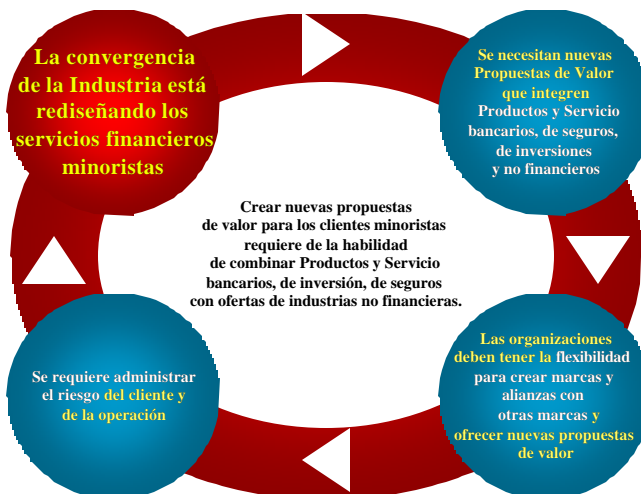 La convergencia
de la Industria está
rediseñando los
servicios financieros
minoristas
Se necesitan nuevas
Propuestas de Valor
que integren
Productos y Servicio
bancarios, de seguros,
de inversiones
y no financieros
Crear nuevas propuestas
de valor para los clientes minoristas
requiere de la habilidad
de combinar Productos y Servicio
bancarios, de inversión, de seguros
con ofertas de industrias no financieras.
Las organizaciones
deben tener la flexibilidad
para crear marcas y
alianzas con
otras marcas y
ofrecer nuevas propuestas
de valor
Se requiere administrar
el riesgo del cliente y
de la operación